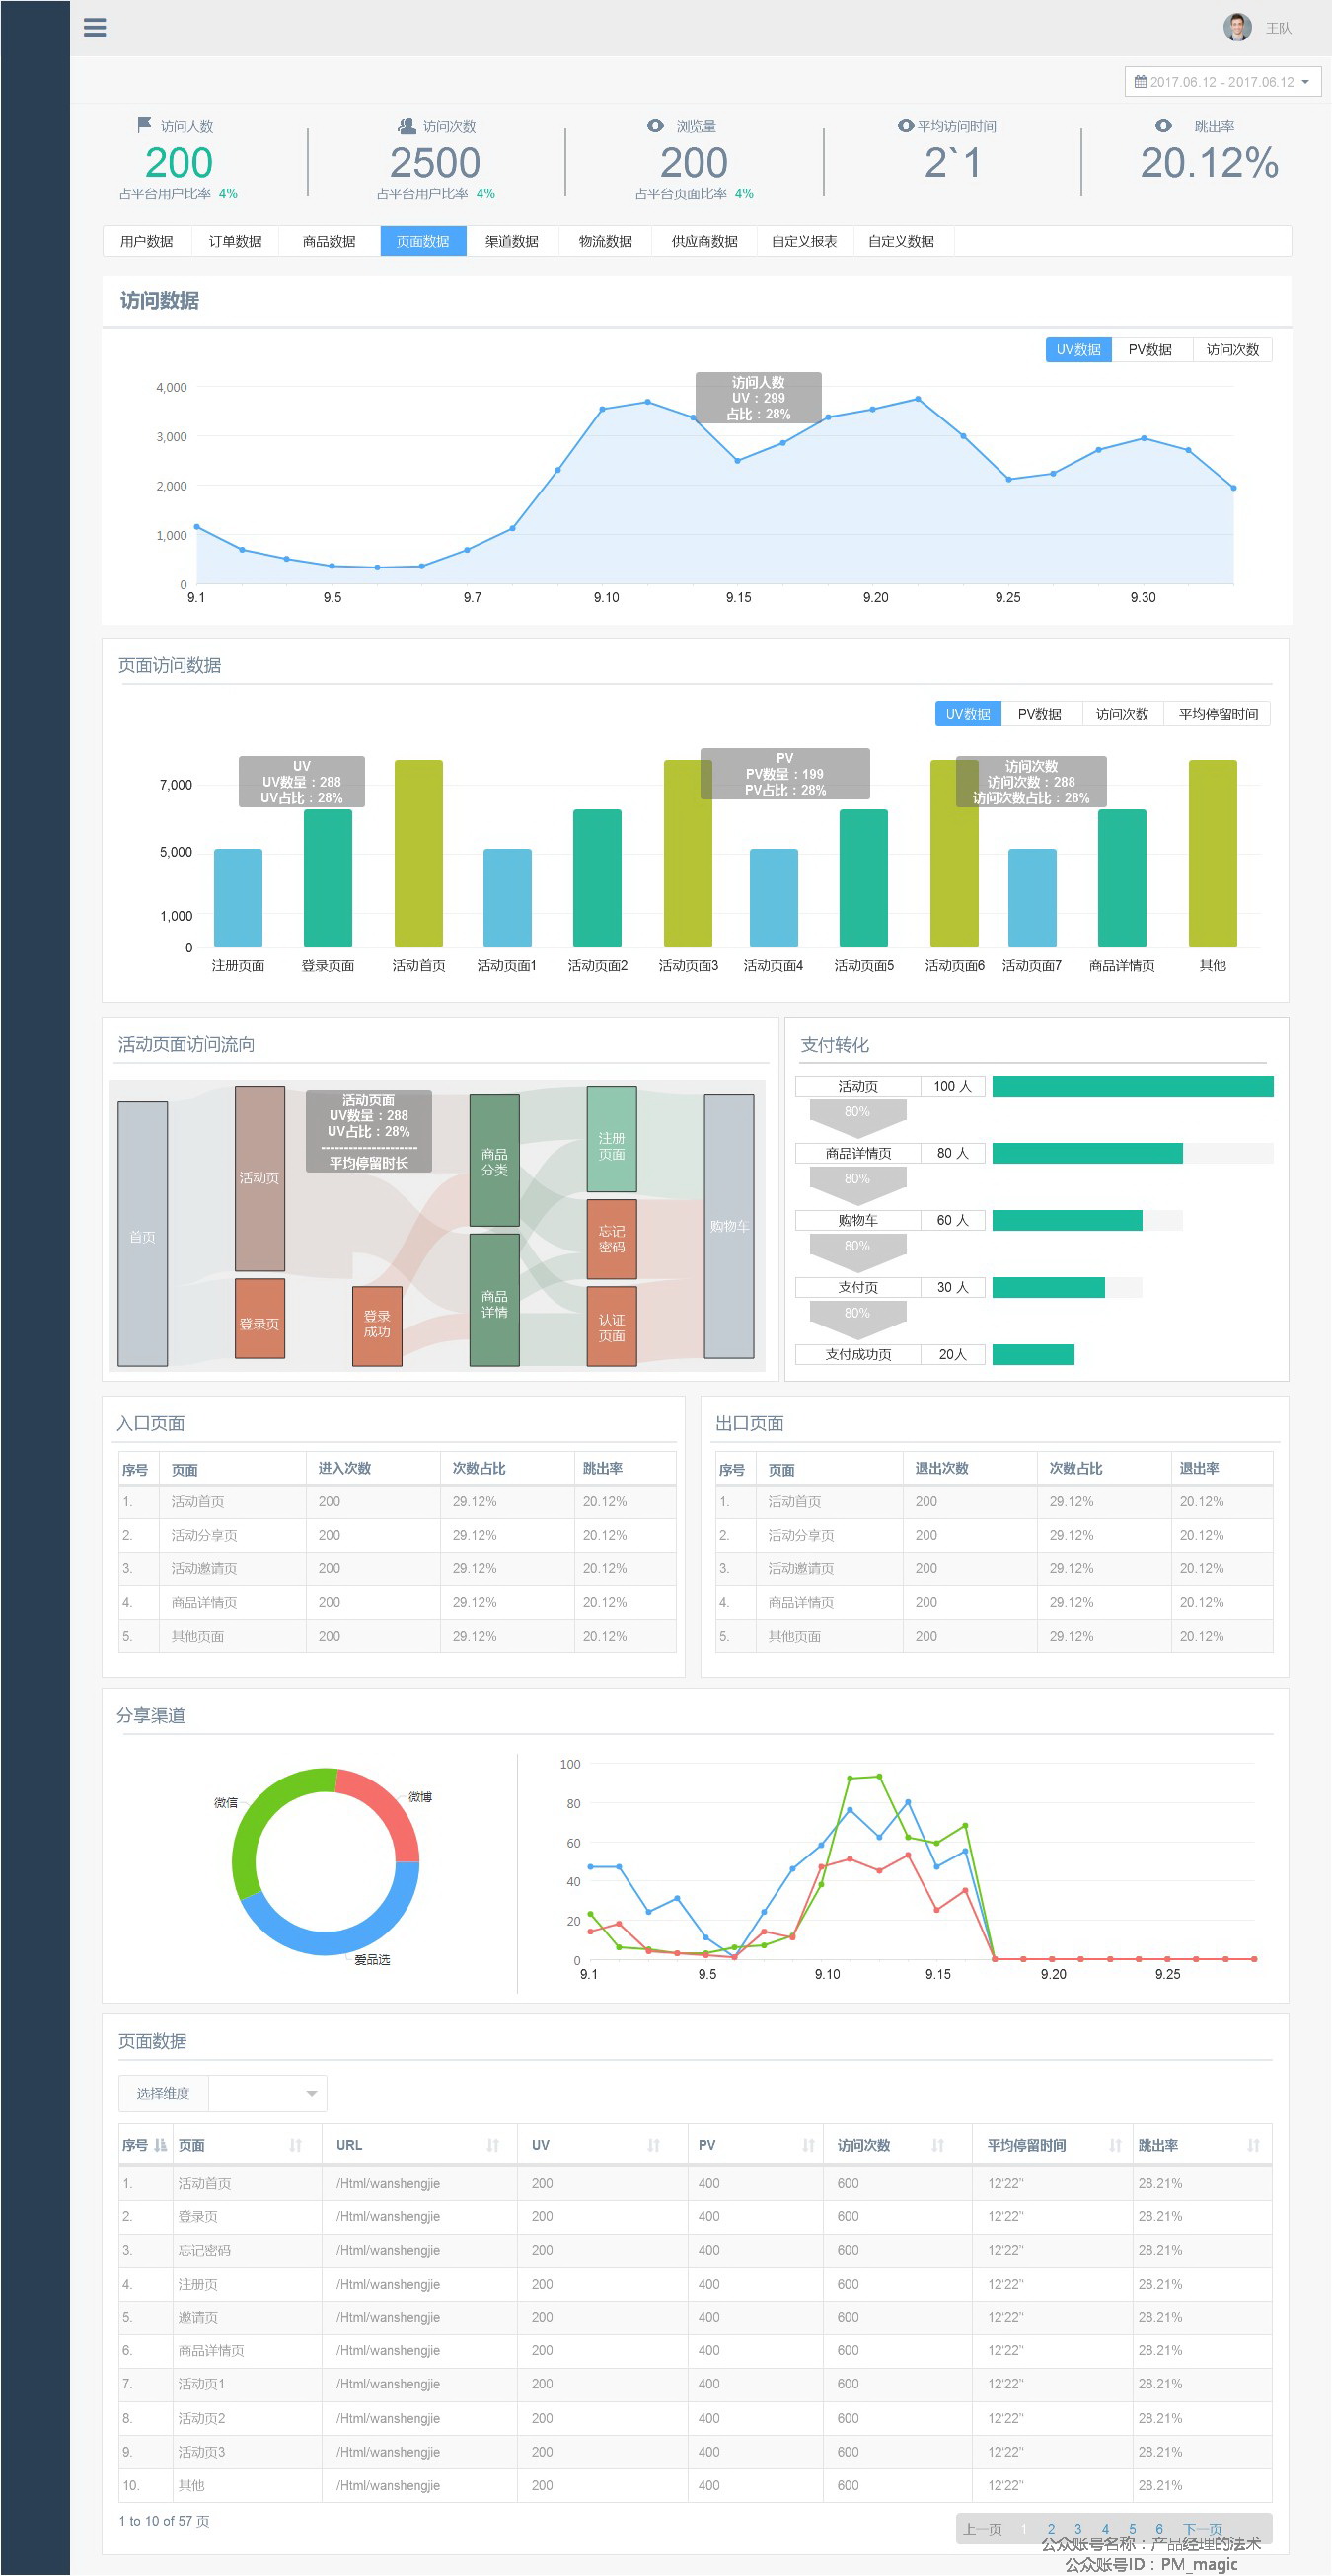 王队
2017.06.12 - 2017.06.12
访问人数 访问次数 浏览量 平均访问时间 跳出率
200 2500 200 2`1 20.12%
占平台用户比率 4% 占平台用户比率 4% 占平台页面比率 4%
用户数据 订单数据 商品数据 页面数据 渠道数据 物流数据 供应商数据 自定义报表 自定义数据
访问数据
UV数据 PV数据 访问次数
访问人数
UV：299
占比：28%
4,000
3,000
2,000
1,000
0
9.1 9.5 9.7 9.10 9.15 9.20 9.25 9.30
页面访问数据
UV数据 PV数据 访问次数 平均停留时间
UV
UV数量：288
UV占比：28%
PV
PV数量：199
PV占比：28%
访问次数
访问次数：288
访问次数占比：28%
7,000
5,000
1,000
0
注册页面 登录页面 活动首页 活动页面1 活动页面2 活动页面3 活动页面4 活动页面5 活动页面6 活动页面7 商品详情页 其他
活动页面访问流向
首页
活动页
登录页
活动页面
UV数量：288
UV占比：28%
---------------------
平均停留时长
登录
成功
商品
分类
商品
详情
注册
页面
忘记
密码
认证
页面
购物车
支付转化
活动页 100 人
80%
商品详情页 80 人
80%
购物车 60 人
80%
支付页 30 人
80%
支付成功页 20人
入口页面
序号 页面 进入次数 次数占比 跳出率
1. 活动首页 200 29.12% 20.12%
2. 活动分享页 200 29.12% 20.12%
3. 活动邀请页 200 29.12% 20.12%
4. 商品详情页 200 29.12% 20.12%
5. 其他页面 200 29.12% 20.12%
出口页面
序号 页面 退出次数 次数占比 退出率
1. 活动首页 200 29.12% 20.12%
2. 活动分享页 200 29.12% 20.12%
3. 活动邀请页 200 29.12% 20.12%
4. 商品详情页 200 29.12% 20.12%
5. 其他页面 200 29.12% 20.12%
分享渠道
微信
微博
爱品选
100
80
60
40
20
0
9.1 9.5 9.10 9.15 9.20 9.25
页面数据
选择维度
序号 页面 URL UV PV 访问次数 平均停留时间 跳出率
1. 活动首页 /Html/wanshengjie 200 400 600 12'22" 28.21%
2. 登录页 /Html/wanshengjie 200 400 600 12'22" 28.21%
3. 忘记密码 /Html/wanshengjie 200 400 600 12'22" 28.21%
4. 注册页 /Html/wanshengjie 200 400 600 12'22" 28.21%
5. 邀请页 /Html/wanshengjie 200 400 600 12'22" 28.21%
6. 商品详情页 /Html/wanshengjie 200 400 600 12'22" 28.21%
7. 活动页1 /Html/wanshengjie 200 400 600 12'22" 28.21%
8. 活动页2 /Html/wanshengjie 200 400 600 12'22" 28.21%
9. 活动页3 /Html/wanshengjie 200 400 600 12'22" 28.21%
10. 其他 /Html/wanshengjie 200 400 600 12'22" 28.21%
1 to 10 of 57 页
上一页 1 2 3 4 5 6 下一页
公众账号名称：产品经理的法术
公众账号ID：PM_magic